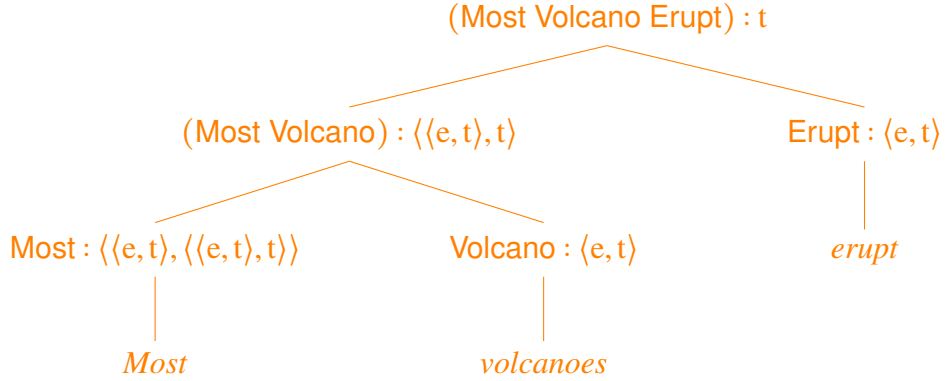 (Most Volcano Erupt) : t
(Most Volcano) : ⟨⟨e, t⟩, t⟩ Erupt : ⟨e, t⟩
Most : ⟨⟨e, t⟩, ⟨⟨e, t⟩, t⟩⟩ Volcano : ⟨e, t⟩ erupt
Most volcanoes